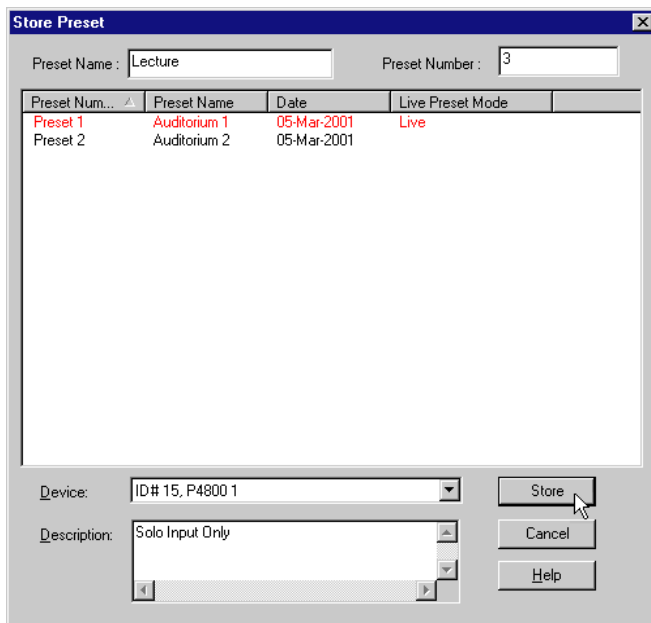 Store Preset
Preset Name : Lecture Preset Number : 3
Preset Num... Preset Name Date Live Preset Mode
Preset 1 Auditorium 1 05-Mar-2001 Live
Preset 2 Auditorium 2 05-Mar-2001
Device: ID# 15, P4800 1 Store
Description: Solo Input Only Cancel
Help